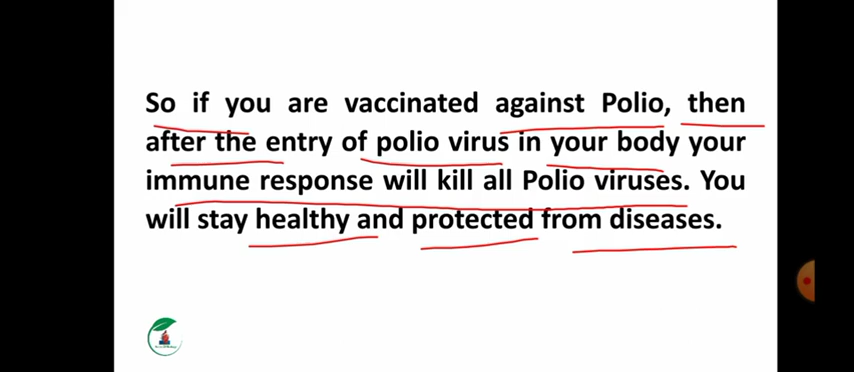 So if you are vaccinated against Polio, then
after the entry of polio virus in your body your
immune response will kill all Polio viruses. You
will stay healthy and protected from diseases.